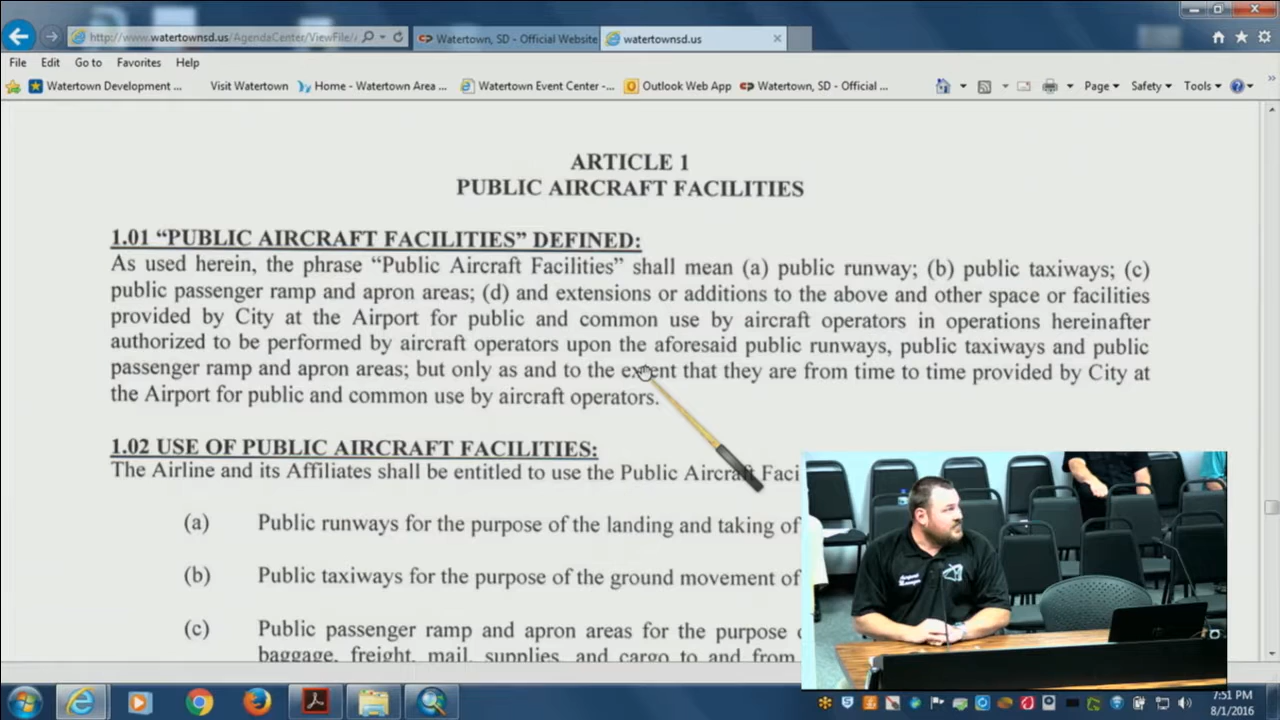 http://www.watertownsd.us/AgendaCenter/ViewFile/
Watertown, SD - Official Website
watertownsd.us
File Edit Go to Favorites Help
Watertown Development ... Visit Watertown Home - Watertown Area ... Watertown Event Center -... Outlook Web App Watertown, SD - Official ... Page Safety Tools
ARTICLE 1
PUBLIC AIRCRAFT FACILITIES
1.01 “PUBLIC AIRCRAFT FACILITIES” DEFINED:
As used herein, the phrase “Public Aircraft Facilities” shall mean (a) public runway; (b) public taxiways; (c)
public passenger ramp and apron areas; (d) and extensions or additions to the above and other space or facilities
provided by City at the Airport for public and common use by aircraft operators in operations hereinafter
authorized to be performed by aircraft operators upon the aforesaid public runways, public taxiways and public
passenger ramp and apron areas; but only as and to the extent that they are from time to time provided by City at
the Airport for public and common use by aircraft operators.
1.02 USE OF PUBLIC AIRCRAFT FACILITIES:
The Airline and its Affiliates shall be entitled to use the Public Aircraft Faci
(a) Public runways for the purpose of the landing and taking of
(b) Public taxiways for the purpose of the ground movement of
(c) Public passenger ramp and apron areas for the purpose
baggage, freight, mail, supplies, and cargo to and from
7:51 PM
8/1/2016